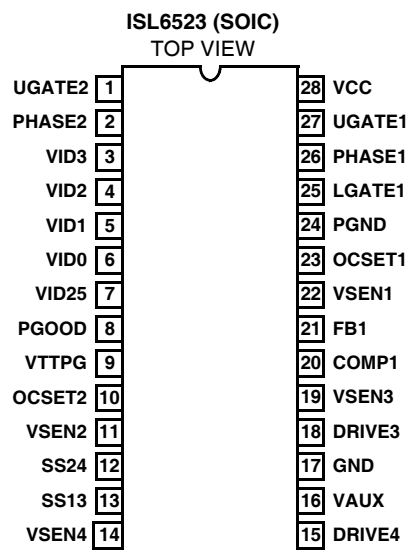 ISL6523 (SOIC)
TOP VIEW
UGATE2 1 28 VCC
PHASE2 2 27 UGATE1
VID3 3 26 PHASE1
VID2 4 25 LGATE1
VID1 5 24 PGND
VID0 6 23 OCSET1
VID25 7 22 VSEN1
PGOOD 8 21 FB1
VTTPG 9 20 COMP1
OCSET2 10 19 VSEN3
VSEN2 11 18 DRIVE3
SS24 12 17 GND
SS13 13 16 VAUX
VSEN4 14 15 DRIVE4